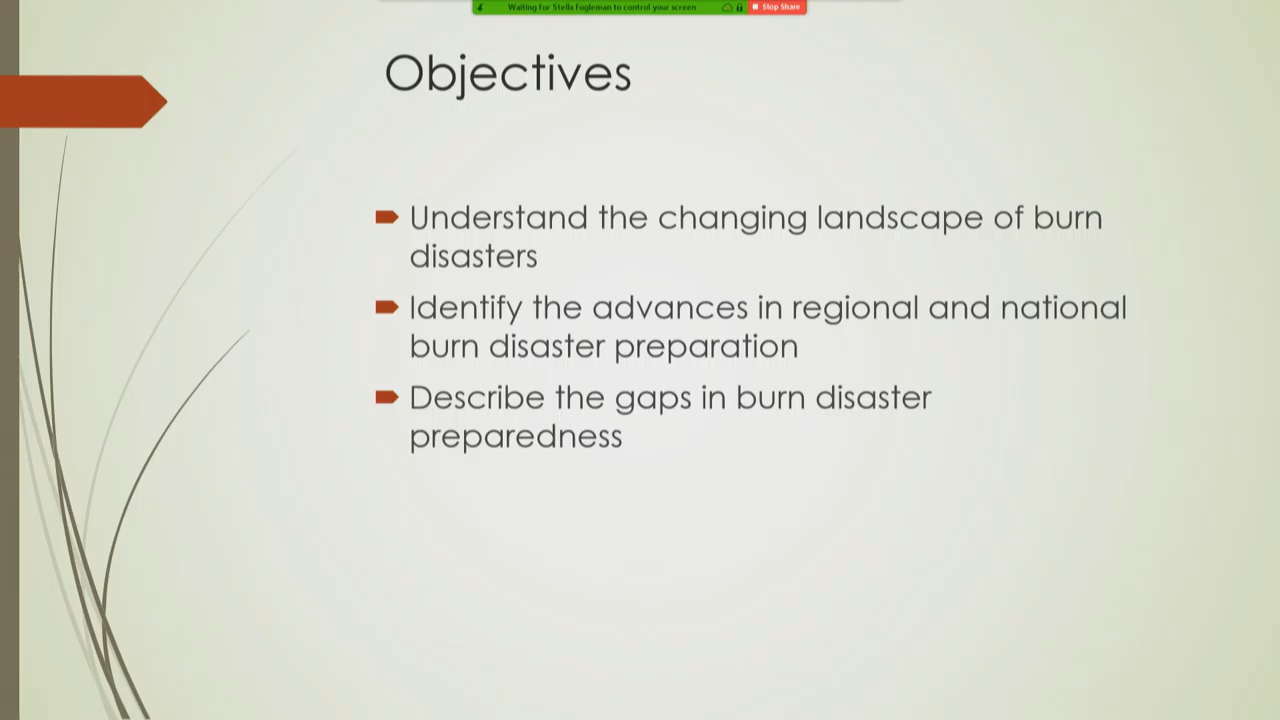 Waiting for Stella Fogleman to control your screen
Stop Share
Objectives
Understand the changing landscape of burn
disasters
Identify the advances in regional and national
burn disaster preparation
Describe the gaps in burn disaster
preparedness